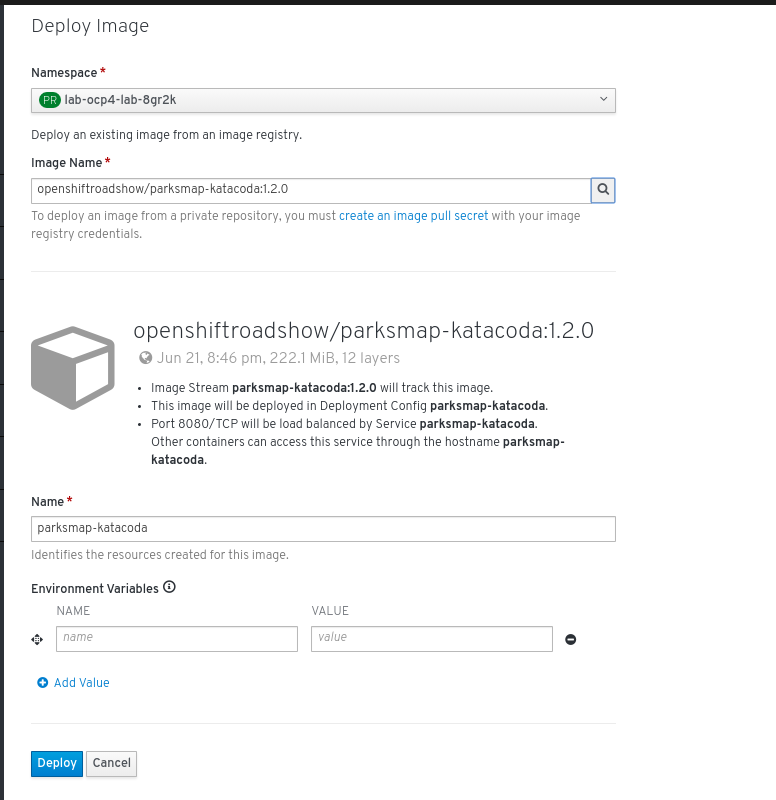 Deploy Image
Namespace *
PR lab-ocp4-lab-8gr2k
Deploy an existing image from an image registry.
Image Name *
openshiftroadshow/parksmap-katacoda:1.2.0
To deploy an image from a private repository, you must create an image pull secret with your image
registry credentials.
openshiftroadshow/parksmap-katacoda:1.2.0
Jun 21, 8:46 pm, 222.1 MiB, 12 layers
• Image Stream parksmap-katacoda:1.2.0 will track this image.
• This image will be deployed in Deployment Config parksmap-katacoda.
• Port 8080/TCP will be load balanced by Service parksmap-katacoda.
Other containers can access this service through the hostname parksmap-
katacoda.
Name *
parksmap-katacoda
Identifies the resources created for this image.
Environment Variables
NAME VALUE
name value
Add Value
Deploy Cancel